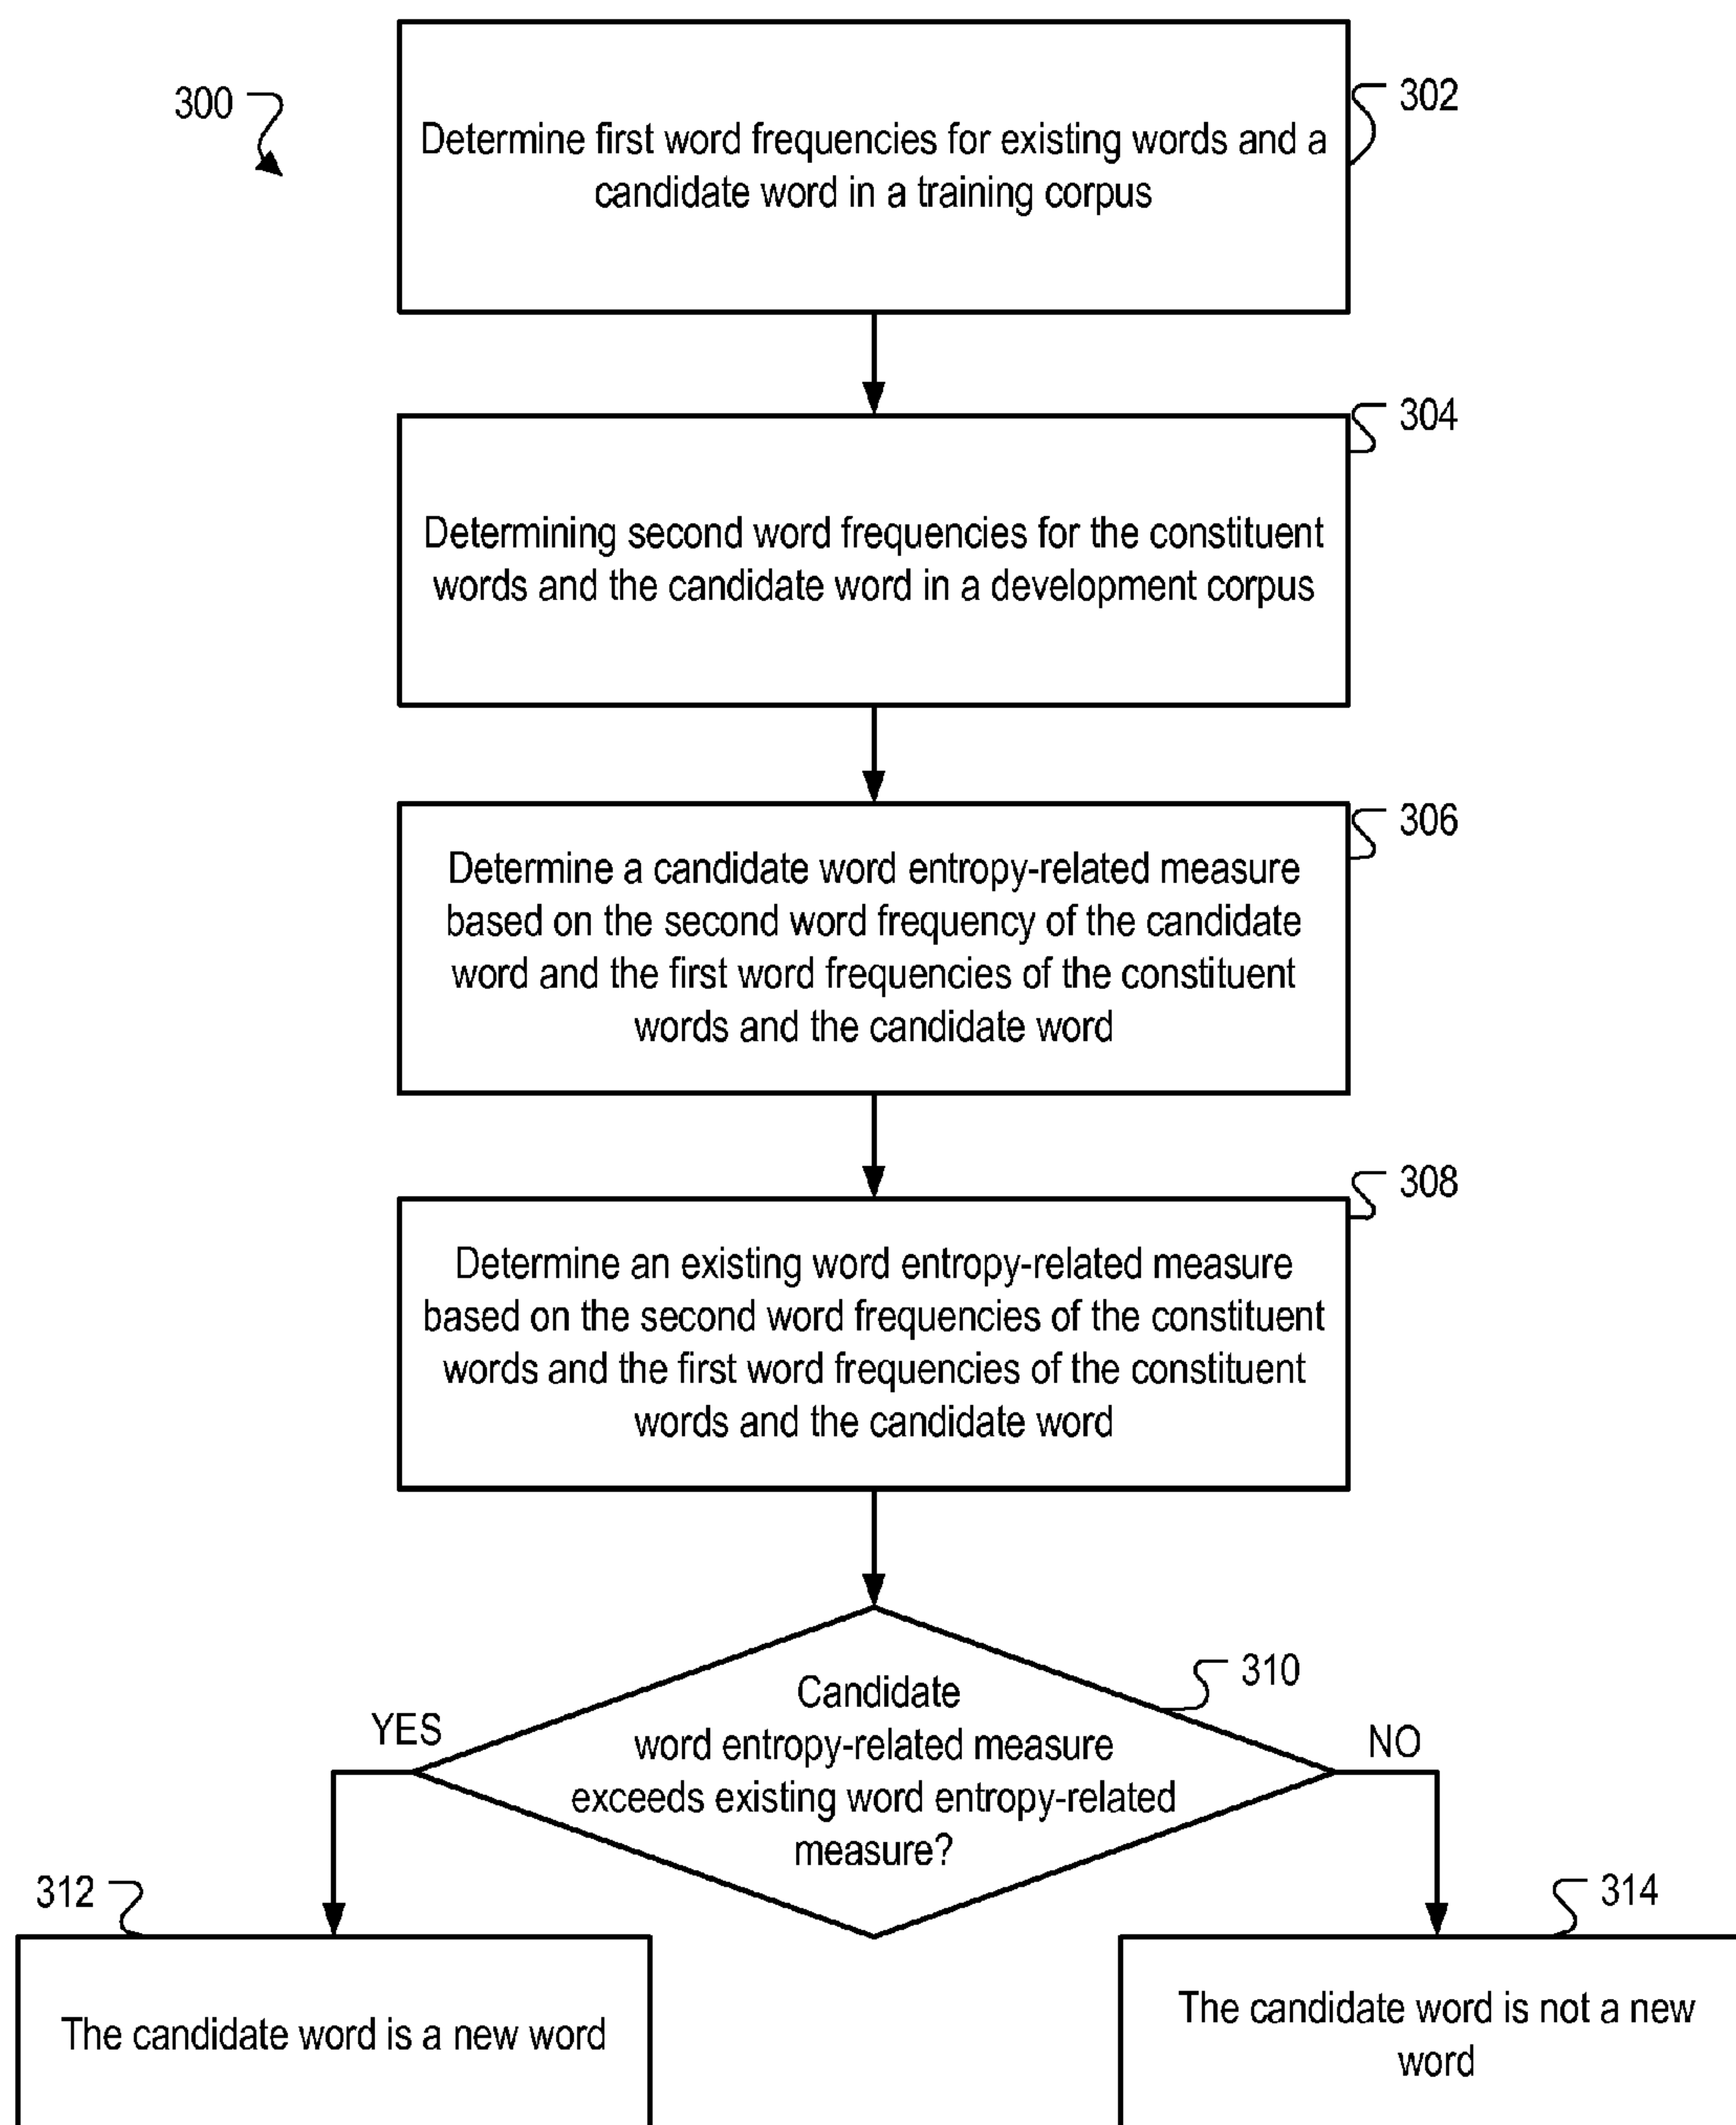 300
302
Determine first word frequencies for existing words and a
candidate word in a training corpus
304
Determining second word frequencies for the constituent
words and the candidate word in a development corpus
306
Determine a candidate word entropy-related measure
based on the second word frequency of the candidate
word and the first word frequencies of the constituent
words and the candidate word
308
Determine an existing word entropy-related measure
based on the second word frequencies of the constituent
words and the first word frequencies of the constituent
words and the candidate word
310
Candidate
word entropy-related measure
exceeds existing word entropy-related
measure?
YES
NO
312
The candidate word is a new word
314
The candidate word is not a new
word